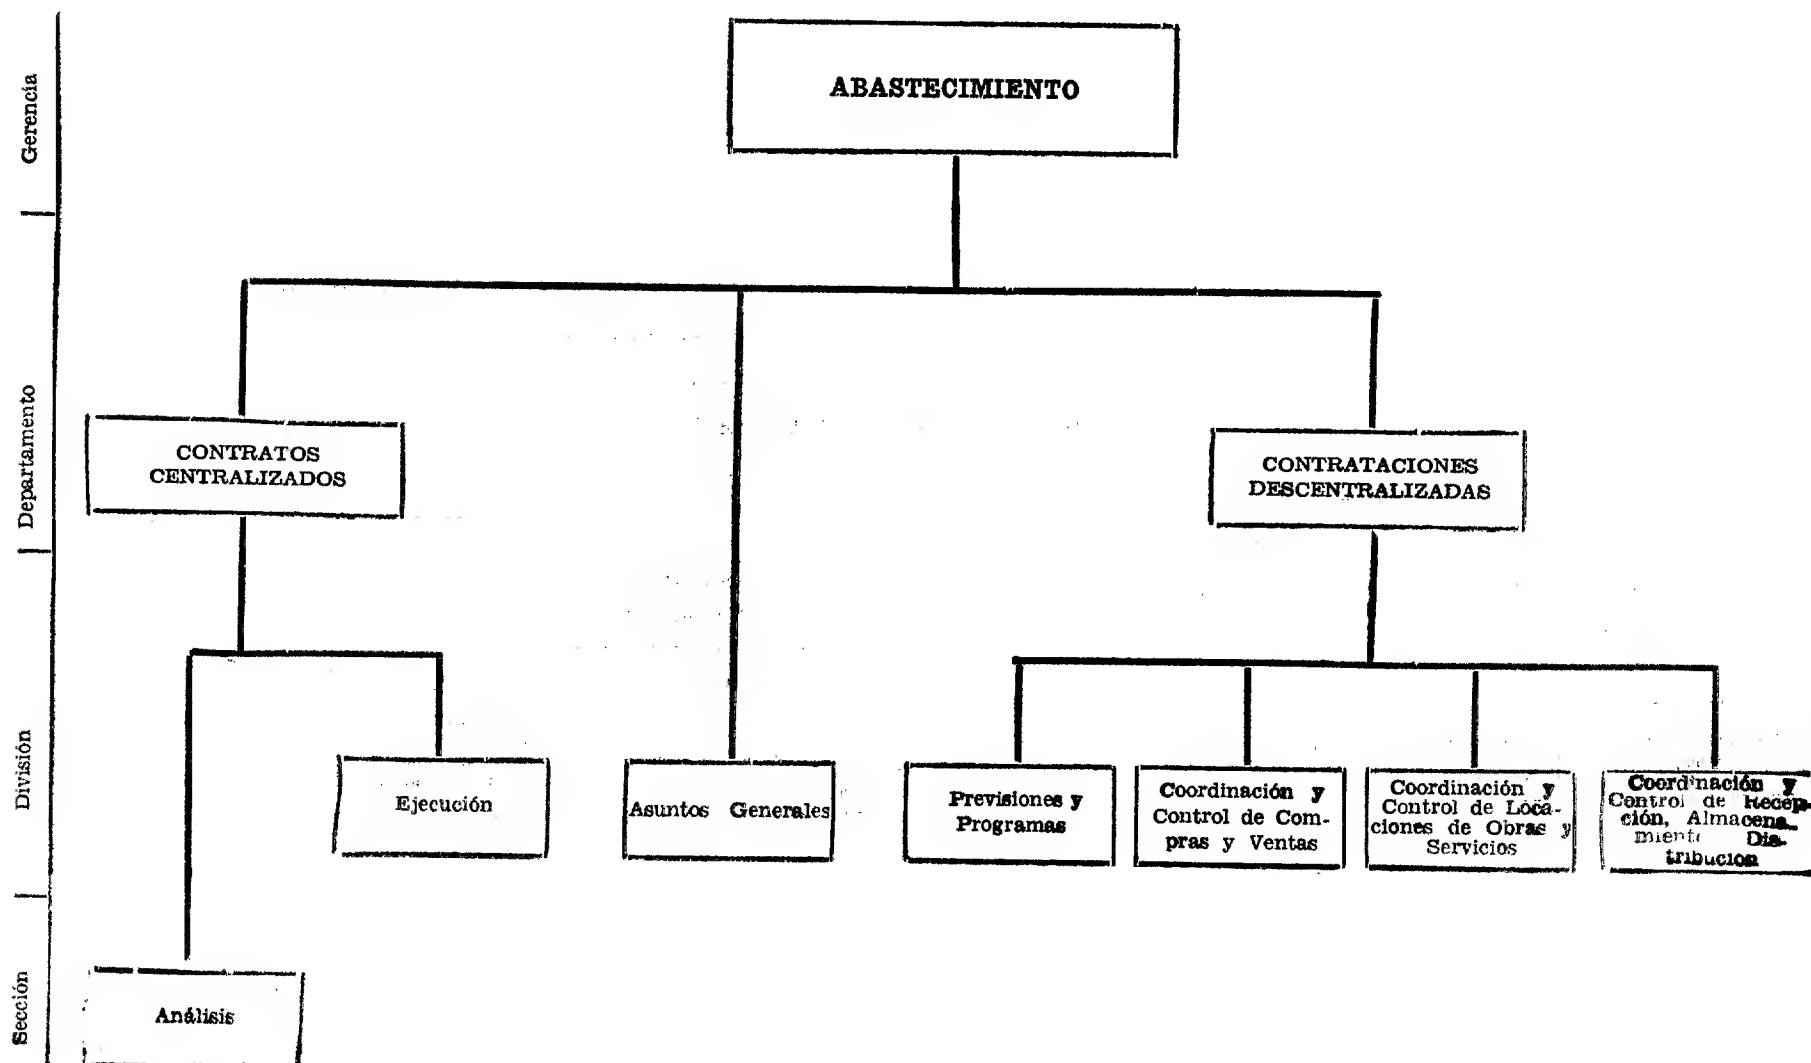 Gerencia
ABASTECIMIENTO
Departamento
CONTRATOS
CENTRALIZADOS
CONTRATACIONES
DESCENTRALIZADAS
División
Ejecución
Asuntos Generales
Previsiones y
Programas
Coordinación y
Control de Com-
pras y Ventas
Coordinación y
Control de Loca-
ciones de Obras y
Servicios
Coordinación y
Control de Recep-
ción, Almacena-
miento Dis-
tribución
Sección
Análisis